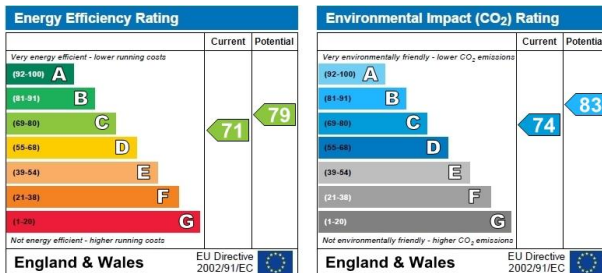 Energy Efficiency Rating
Current Potential
Very energy efficient - lower running costs
(92-100) A
(81-91) B
(69-80) C
(55-68) D
(39-54) E
(21-38) F
(1-20) G
71
79
Not energy efficient - higher running costs
England & Wales
EU Directive
2002/91/EC
Environmental Impact (CO₂) Rating
Current Potential
Very environmentally friendly - lower CO₂ emissions
(92-100) A
(81-91) B
(69-80) C
(55-68) D
(39-54) E
(21-38) F
(1-20) G
74
83
Not environmentally friendly - higher CO₂ emissions
England & Wales
EU Directive
2002/91/EC